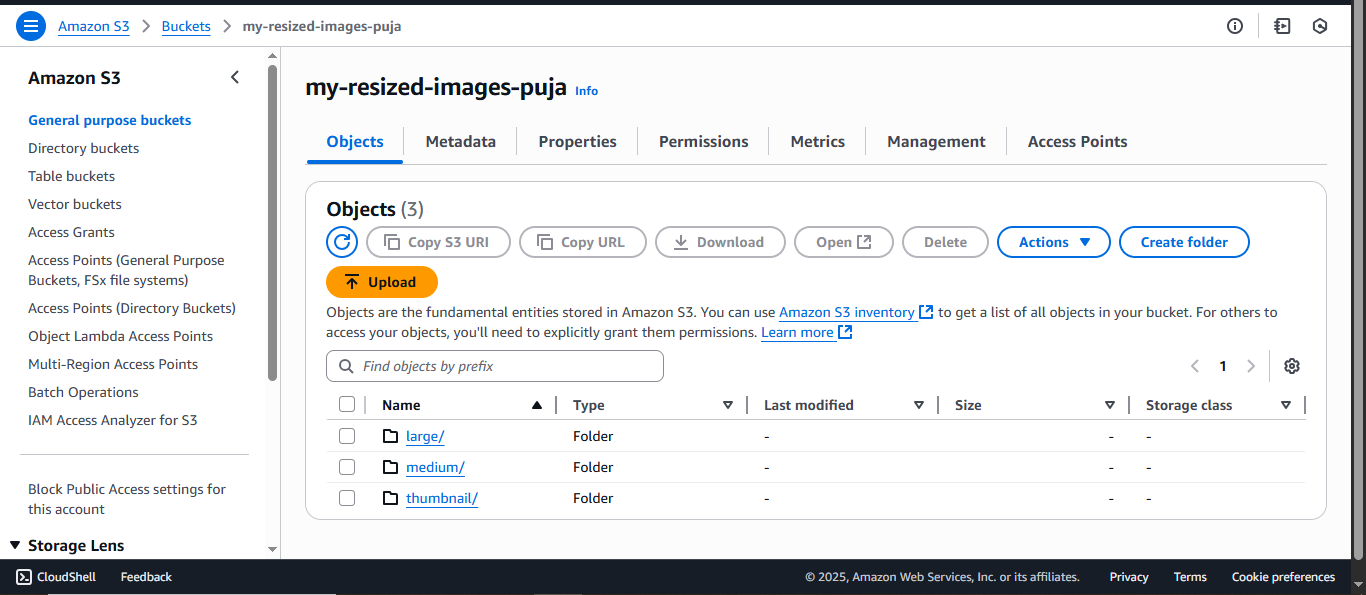 Amazon S3 > Buckets > my-resized-images-puja
Amazon S3
General purpose buckets
Directory buckets
Table buckets
Vector buckets
Access Grants
Access Points (General Purpose
Buckets, FSx file systems)
Access Points (Directory Buckets)
Object Lambda Access Points
Multi-Region Access Points
Batch Operations
IAM Access Analyzer for S3
Block Public Access settings for
this account
Storage Lens
my-resized-images-puja Info
Objects Metadata Properties Permissions Metrics Management Access Points
Objects (3)
Copy S3 URI Copy URL Download Open Delete Actions Create folder
Upload
Objects are the fundamental entities stored in Amazon S3. You can use Amazon S3 inventory to get a list of all objects in your bucket. For others to
access your objects, you'll need to explicitly grant them permissions. Learn more
Find objects by prefix 1
Name Type Last modified Size Storage class
large/ Folder - - -
medium/ Folder - - -
thumbnail/ Folder - - -
CloudShell Feedback © 2025, Amazon Web Services, Inc. or its affiliates. Privacy Terms Cookie preferences